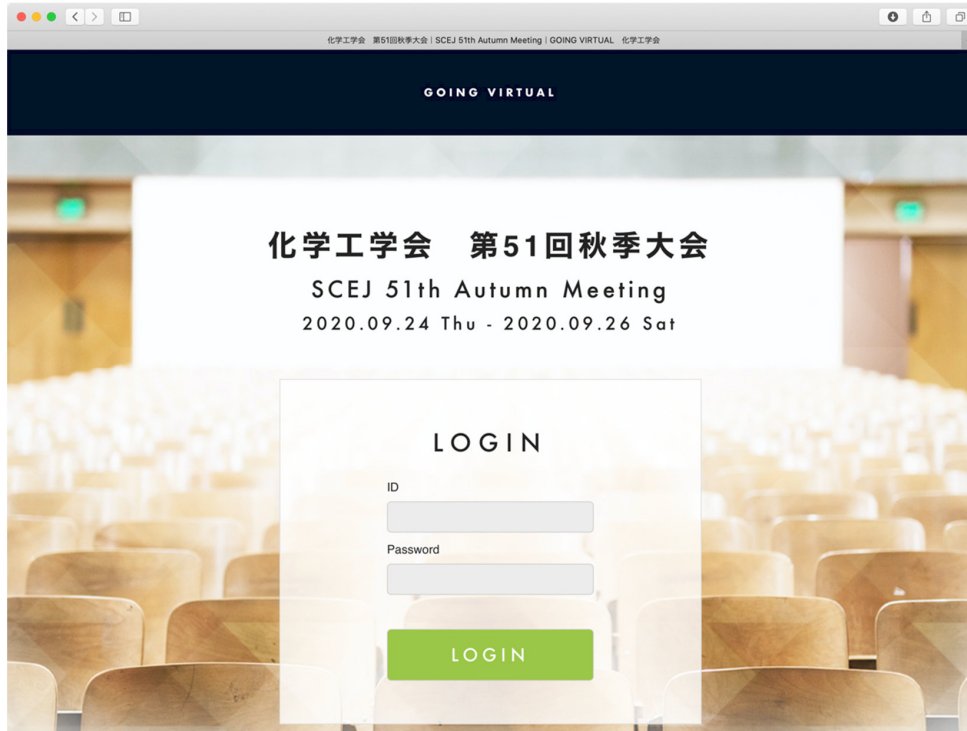 化学工学会　第51回秋季大会｜SCEJ 51th Autumn Meeting｜GOING VIRTUAL　化学工学会
GOING VIRTUAL
化学工学会　第51回秋季大会
SCEJ 51th Autumn Meeting
2020.09.24 Thu - 2020.09.26 Sat
LOGIN
ID
Password
LOGIN